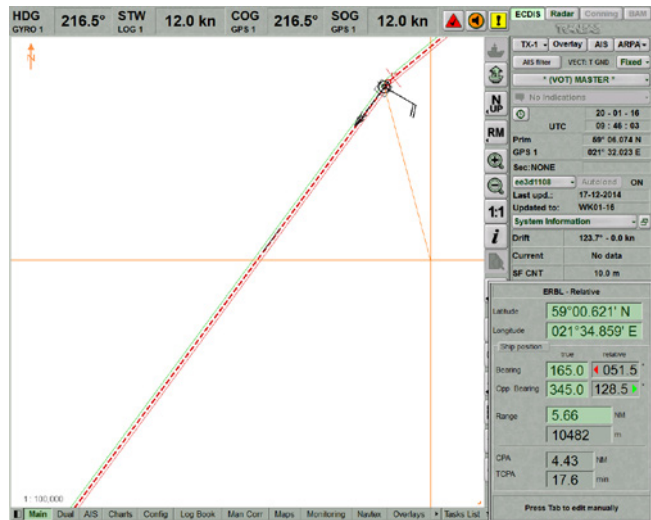 HDG 216.5° STW 12.0 kn COG 216.5° SOG 12.0 kn
GYRO 1 LOG 1 GPS 1 GPS 1
ECDIS Radar Conning BAM
TX-1 Overlay AIS ARPA
AIS filter VECT: T GND Fixed
* (VOT) MASTER *
No Indications
20 - 01 - 16
UTC 09 : 46 : 03
Prim 59° 06.074 N
GPS 1 021° 32.023 E
Sec:NONE
ee3d1108 Autoload ON
Last upd.: 17-12-2014
Updated to: WK01-16
System Information
Drift 123.7° - 0.0 kn
Current No data
SF CNT 10.0 m
N
N UP
RM
1:1
i
ERBL - Relative
Latitude 59°00.621' N
Longitude 021°34.859' E
Ship position
true relative
Bearing 165.0 051.5 °
Opp. Bearing 345.0 128.5 °
Range 5.66 NM
10482 m
CPA 4.43 NM
TCPA 17.6 min
Press Tab to edit manually
1: 100,000
Main Dual AIS Charts Config Log Book Man Corr Maps Monitoring Navtex Overlays Tasks List